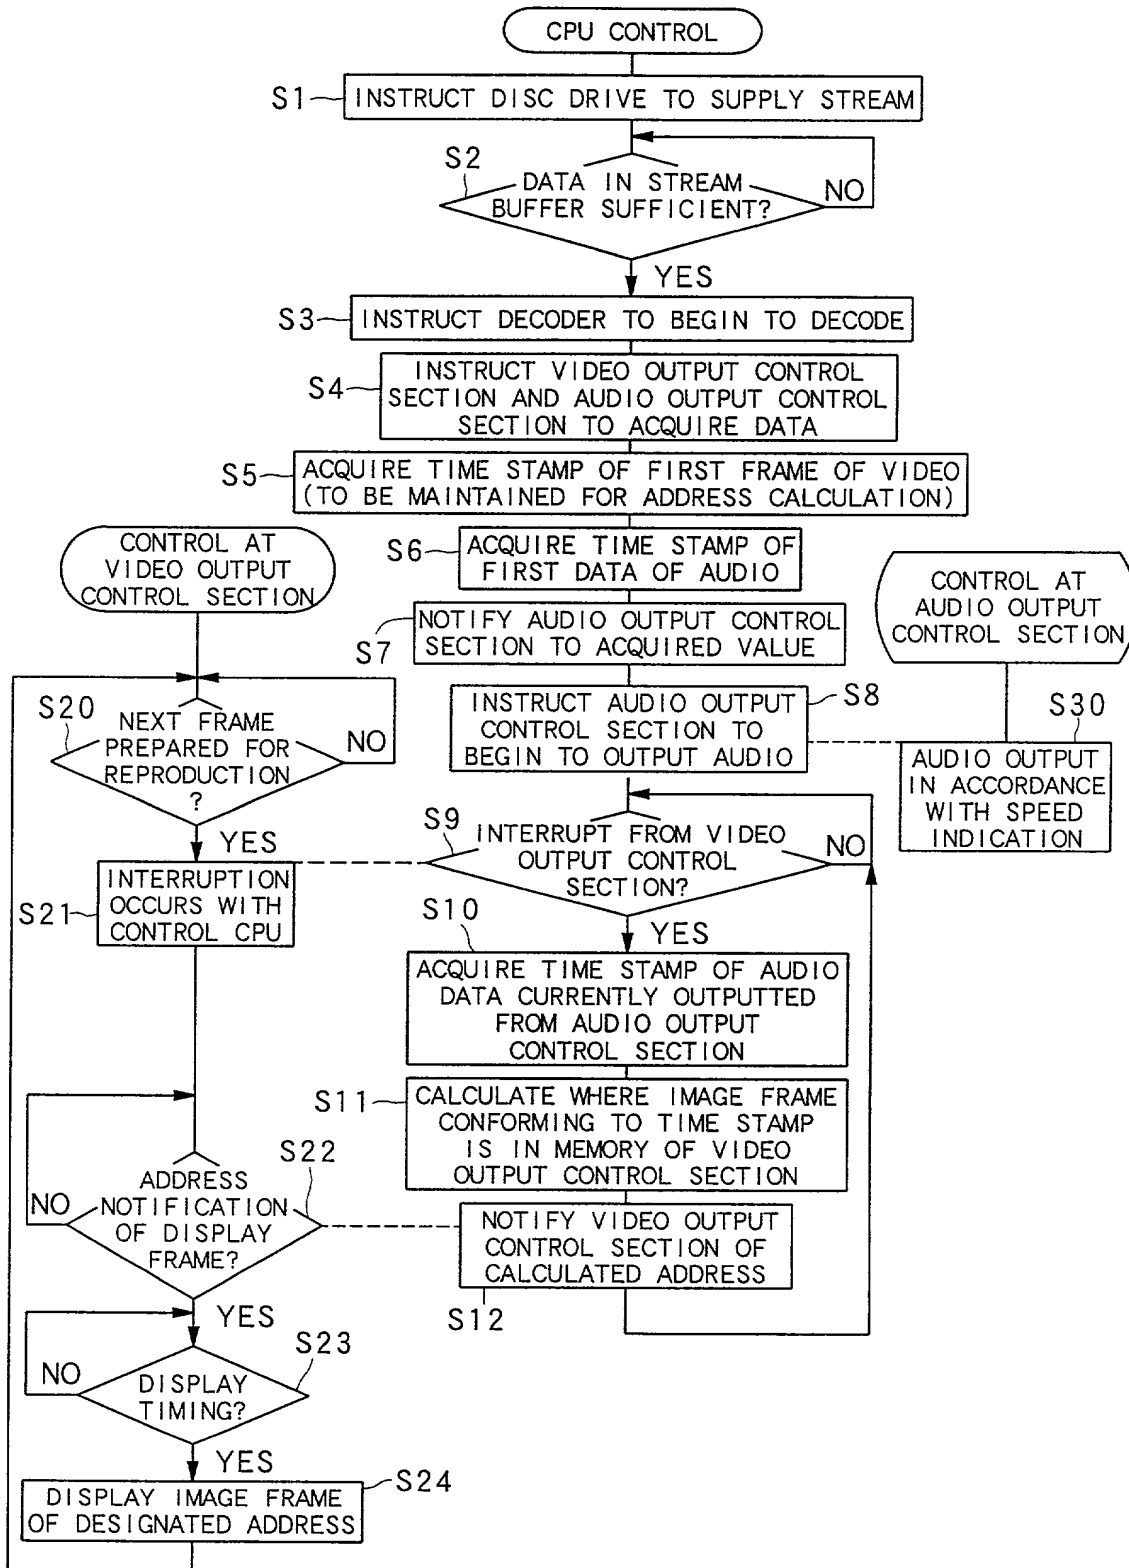 CPU CONTROL
S1
INSTRUCT DISC DRIVE TO SUPPLY STREAM
S2
DATA IN STREAM
BUFFER SUFFICIENT?
NO
YES
S3
INSTRUCT DECODER TO BEGIN TO DECODE
S4
INSTRUCT VIDEO OUTPUT CONTROL
SECTION AND AUDIO OUTPUT CONTROL
SECTION TO ACQUIRE DATA
S5
ACQUIRE TIME STAMP OF FIRST FRAME OF VIDEO
(TO BE MAINTAINED FOR ADDRESS CALCULATION)
S6
ACQUIRE TIME STAMP OF
FIRST DATA OF AUDIO
S7
NOTIFY AUDIO OUTPUT CONTROL
SECTION TO ACQUIRED VALUE
S8
INSTRUCT AUDIO OUTPUT
CONTROL SECTION TO
BEGIN TO OUTPUT AUDIO
S9
INTERRUPT FROM VIDEO
OUTPUT CONTROL
SECTION?
NO
YES
S10
ACQUIRE TIME STAMP OF AUDIO
DATA CURRENTLY OUTPUTTED
FROM AUDIO OUTPUT
CONTROL SECTION
S11
CALCULATE WHERE IMAGE FRAME
CONFORMING TO TIME STAMP
IS IN MEMORY OF VIDEO
OUTPUT CONTROL SECTION
NOTIFY VIDEO OUTPUT
CONTROL SECTION OF
CALCULATED ADDRESS
S12
CONTROL AT
VIDEO OUTPUT
CONTROL SECTION
S20
NEXT FRAME
PREPARED FOR
REPRODUCTION
?
NO
YES
S21
INTERRUPTION
OCCURS WITH
CONTROL CPU
S22
ADDRESS
NOTIFICATION
OF DISPLAY
FRAME?
NO
YES
S23
DISPLAY
TIMING?
NO
YES
S24
DISPLAY IMAGE FRAME
OF DESIGNATED ADDRESS
CONTROL AT
AUDIO OUTPUT
CONTROL SECTION
S30
AUDIO OUTPUT
IN ACCORDANCE
WITH SPEED
INDICATION